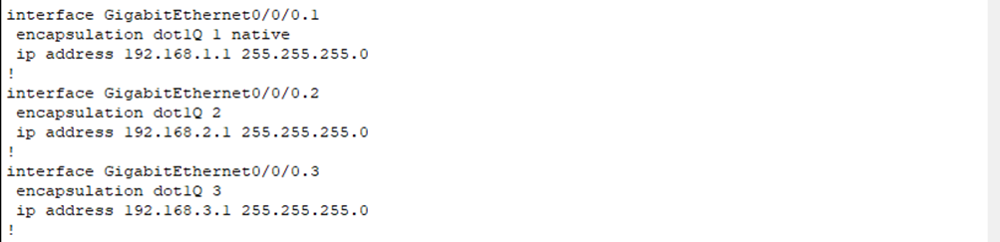 interface GigabitEthernet0/0/0.1
encapsulation dot1Q 1 native
ip address 192.168.1.1 255.255.255.0
!
interface GigabitEthernet0/0/0.2
encapsulation dot1Q 2
ip address 192.168.2.1 255.255.255.0
!
interface GigabitEthernet0/0/0.3
encapsulation dot1Q 3
ip address 192.168.3.1 255.255.255.0
!